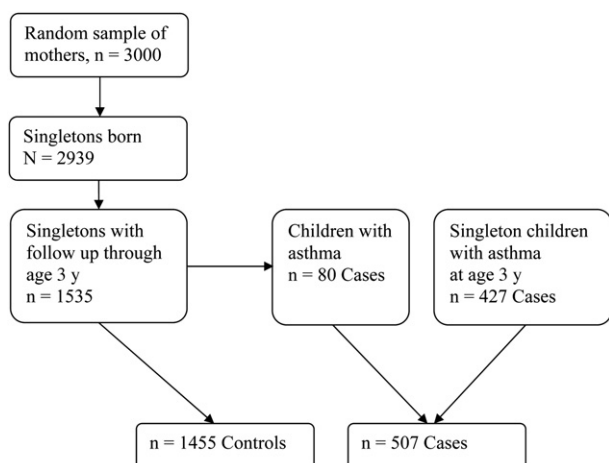 Random sample of
mothers, n = 3000
Singletons born
N = 2939
Singletons with
follow up through
age 3 y
n = 1535
Children with
asthma
n = 80 Cases
Singleton children
with asthma
at age 3 y
n = 427 Cases
n = 1455 Controls
n = 507 Cases